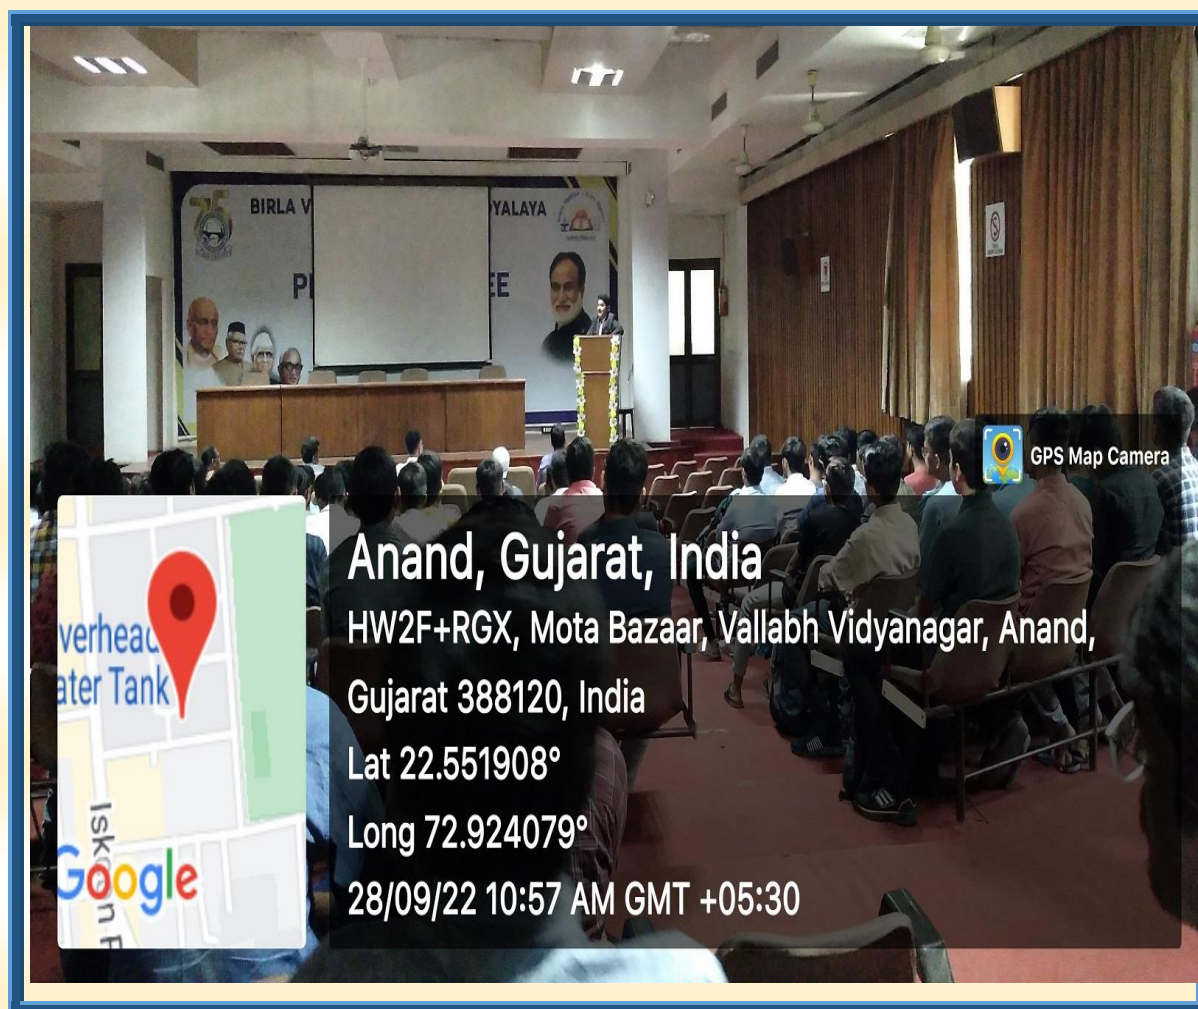 BIRLA V
YALAYA
EE
GPS Map Camera
Anand, Gujarat, India
HW2F+RGX, Mota Bazaar, Vallabh Vidyanagar, Anand,
Gujarat 388120, India
Lat 22.551908°
Long 72.924079°
28/09/22 10:57 AM GMT +05:30
verhead
ater Tank
Isk
n
Google